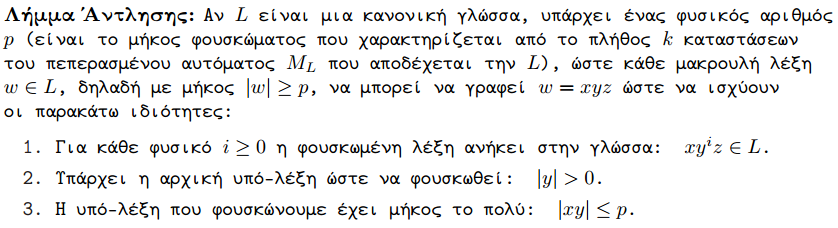 Λήμμα Άντλησης: Αν L είναι μια κανονική γλώσσα, υπάρχει ένας φυσικός αριθμός
p (είναι το μήκος φουσκώματος που χαρακτηρίζεται από το πλήθος k καταστάσεων
του πεπερασμένου αυτόματος M_L που αποδέχεται την L), ώστε κάθε μακρουλή λέξη
w ∈ L, δηλαδή με μήκος |w| ≥ p, να μπορεί να γραφεί w = xyz ώστε να ισχύουν
οι παρακάτω ιδιότητες:
1. Για κάθε φυσικό i ≥ 0 η φουσκωμένη λέξη ανήκει στην γλώσσα: xyⁱz ∈ L.
2. Υπάρχει η αρχική υπό-λέξη ώστε να φουσκωθεί: |y| > 0.
3. Η υπό-λέξη που φουσκώνουμε έχει μήκος το πολύ: |xy| ≤ p.